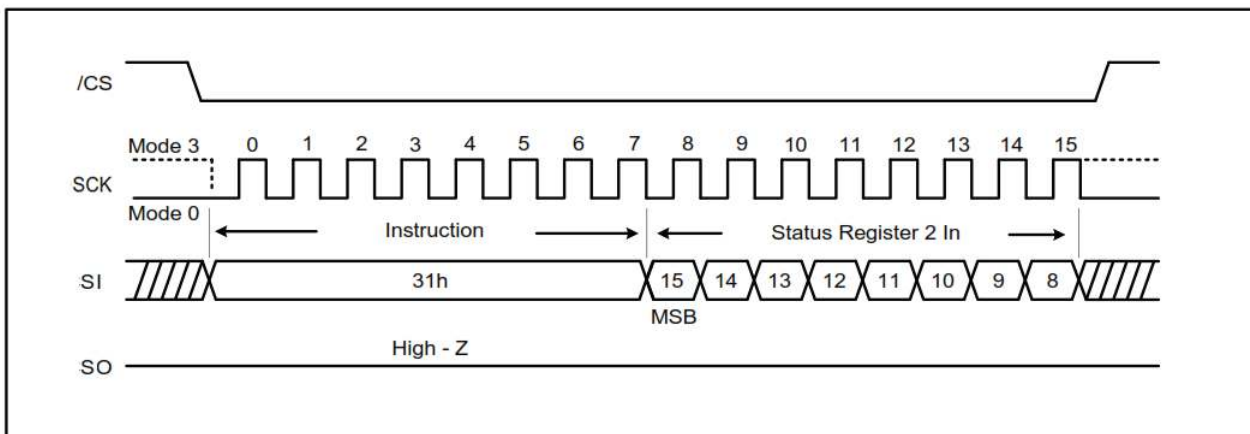 /CS
Mode 3 0 1 2 3 4 5 6 7 8 9 10 11 12 13 14 15
SCK
Mode 0
Instruction Status Register 2 In
SI 31h 15 14 13 12 11 10 9 8
MSB
High - Z
SO